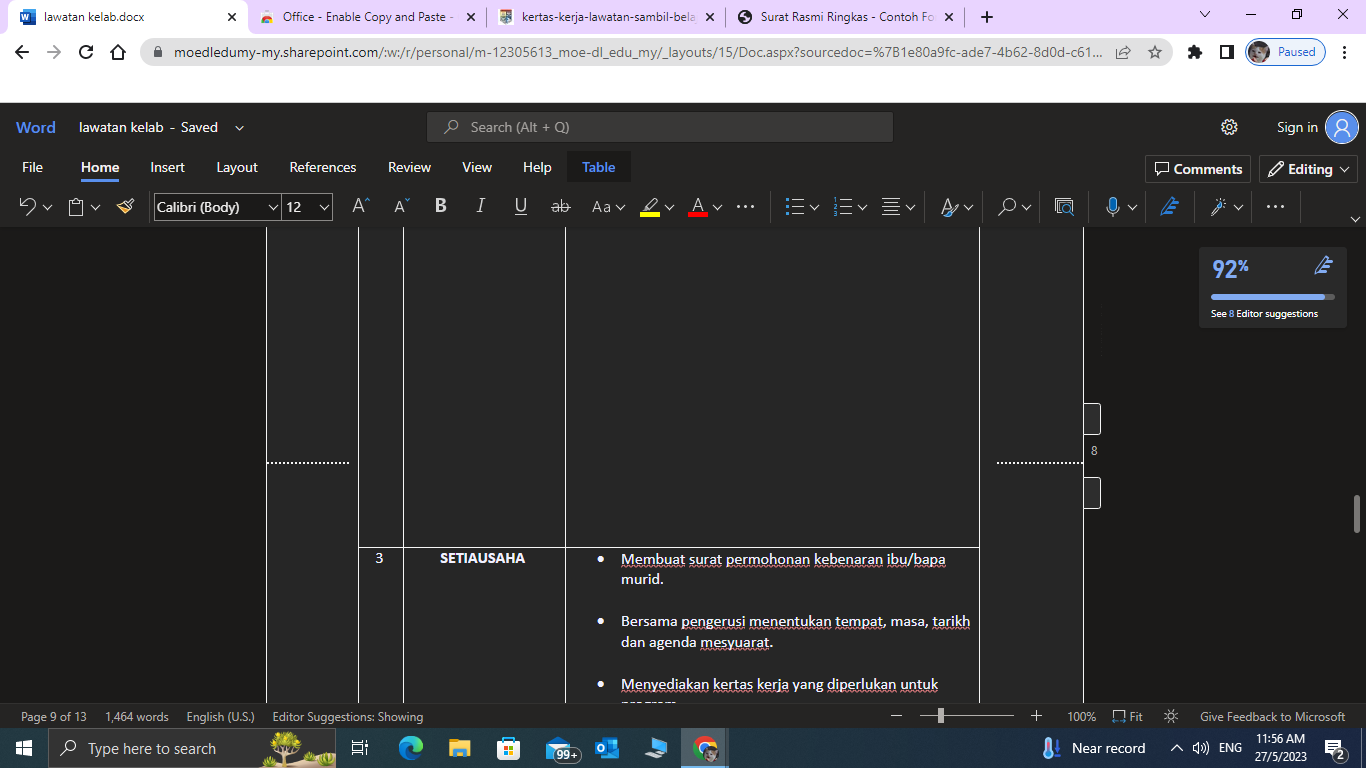 lawatan kelab.docx
Office - Enable Copy and Paste -
kertas-kerja-lawatan-sambil-bela
Surat Rasmi Ringkas - Contoh Fo
moedledumy-my.sharepoint.com/:w:/r/personal/m-12305613_moe-dl_edu_my/_layouts/15/Doc.aspx?sourcedoc=%7B1e80a9fc-ade7-4b62-8d0d-c61...
Paused
Word
lawatan kelab - Saved
Search (Alt + Q)
Sign in
File Home Insert Layout References Review View Help Table
Comments
Editing
Calibri (Body) 12
92%
See 8 Editor suggestions
8
3 SETIAUSAHA
• Membuat surat permohonan kebenaran ibu/bapa
murid.
• Bersama pengerusi menentukan tempat, masa, tarikh
dan agenda mesyuarat.
• Menyediakan kertas kerja yang diperlukan untuk
Page 9 of 13 1,464 words English (U.S.) Editor Suggestions: Showing
100% Fit Give Feedback to Microsoft
Type here to search
99+
Near record
ENG
11:56 AM
27/5/2023
2